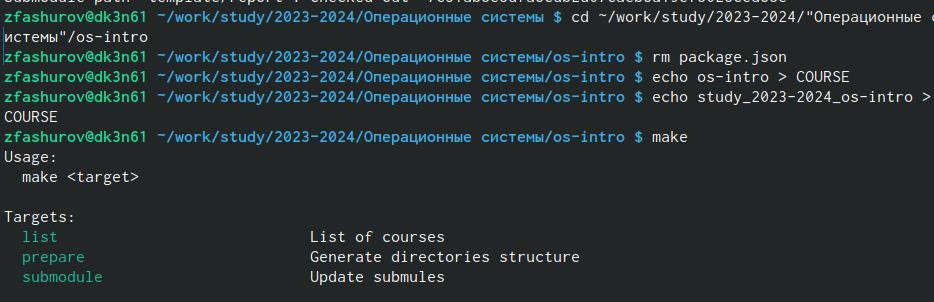 zfashurov@dk3n61 ~/work/study/2023-2024/Операционные системы $ cd ~/work/study/2023-2024/"Операционные с
истемы"/os-intro
zfashurov@dk3n61 ~/work/study/2023-2024/Операционные системы/os-intro $ rm package.json
zfashurov@dk3n61 ~/work/study/2023-2024/Операционные системы/os-intro $ echo os-intro > COURSE
zfashurov@dk3n61 ~/work/study/2023-2024/Операционные системы/os-intro $ echo study_2023-2024_os-intro >
COURSE
zfashurov@dk3n61 ~/work/study/2023-2024/Операционные системы/os-intro $ make
Usage:
make <target>
Targets:
list List of courses
prepare Generate directories structure
submodule Update submules